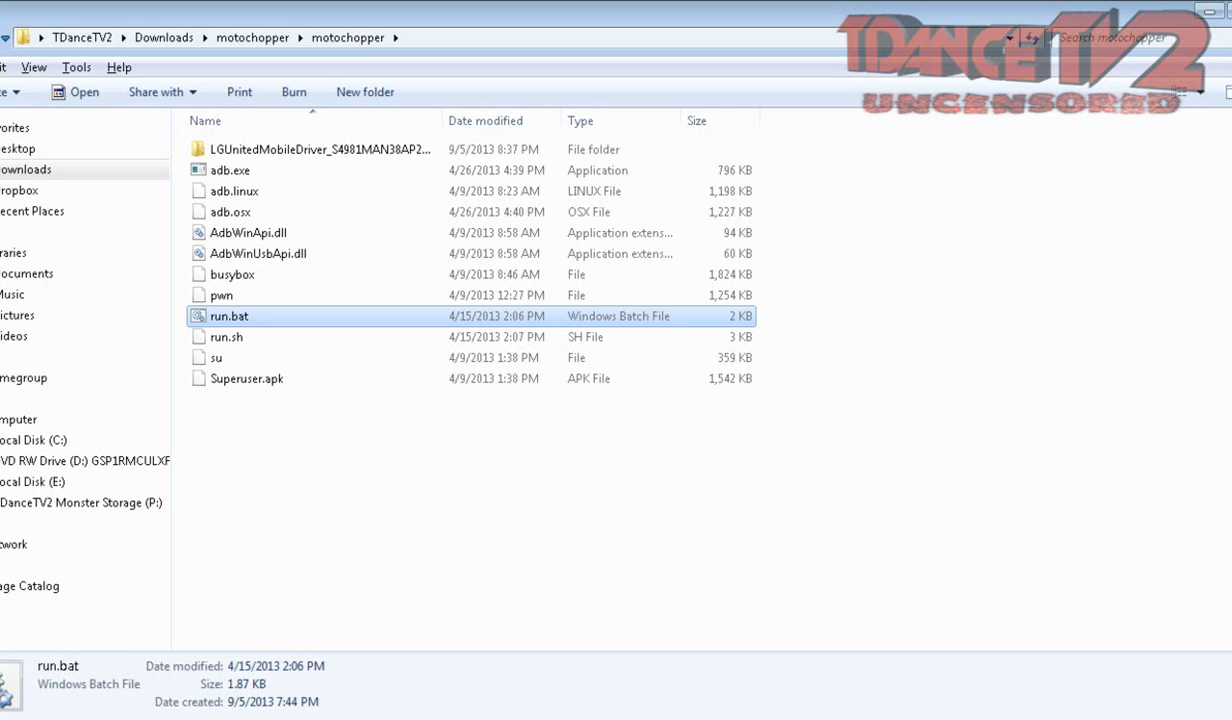 TDANCETV2
UNCENSORED
TDanceTV2 Downloads motochopper motochopper Search motochopper
it View Tools Help
Open Share with Print Burn New folder
Name Date modified Type Size
LGUnitedMobileDriver_S4981MAN38AP2... 9/5/2013 8:37 PM File folder
adb.exe 4/26/2013 4:39 PM Application 796 KB
adb.linux 4/9/2013 8:23 AM LINUX File 1,198 KB
adb.osx 4/26/2013 4:40 PM OSX File 1,227 KB
AdbWinApi.dll 4/9/2013 8:58 AM Application extens... 94 KB
AdbWinUsbApi.dll 4/9/2013 8:58 AM Application extens... 60 KB
busybox 4/9/2013 8:46 AM File 1,824 KB
pwn 4/9/2013 12:27 PM File 1,254 KB
run.bat 4/15/2013 2:06 PM Windows Batch File 2 KB
run.sh 4/15/2013 2:07 PM SH File 3 KB
su 4/9/2013 1:38 PM File 359 KB
Superuser.apk 4/9/2013 1:38 PM APK File 1,542 KB
vorites
esktop
ownloads
ropbox
ecent Places
raries
ocuments
Music
ictures
ideos
megroup
mputer
ocal Disk (C:)
VD RW Drive (D:) GSP1RMCULXF
ocal Disk (E:)
DanceTV2 Monster Storage (P:)
twork
age Catalog
run.bat Date modified: 4/15/2013 2:06 PM
Windows Batch File Size: 1.87 KB
Date created: 9/5/2013 7:44 PM